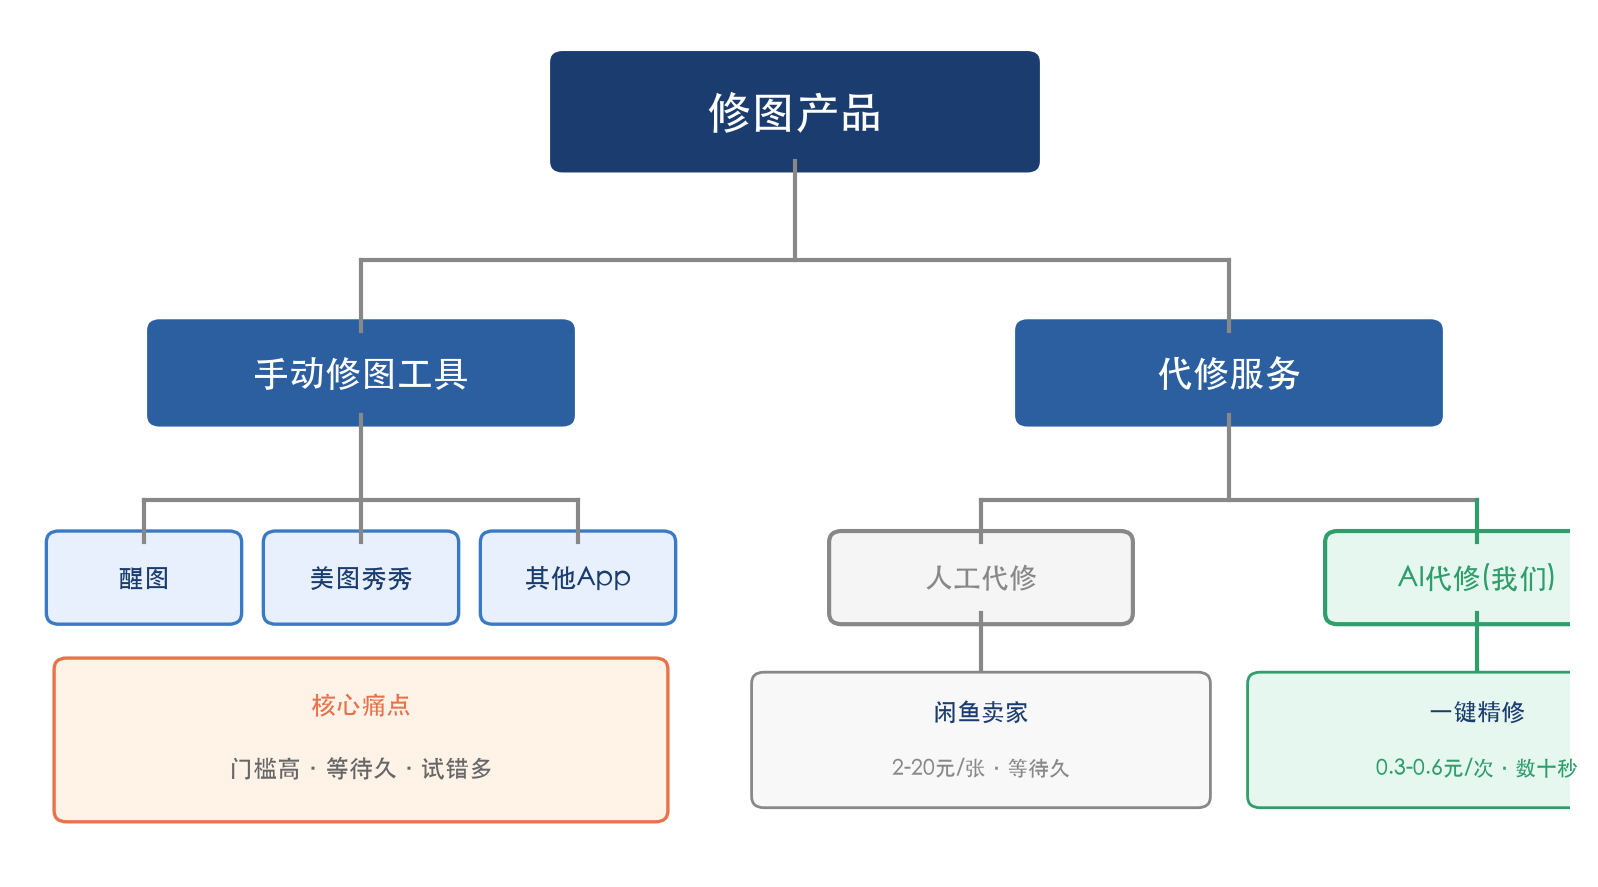 修图产品
手动修图工具
代修服务
醒图
美图秀秀
其他App
人工代修
AI代修(我们)
核心痛点
门槛高 · 等待久 · 试错多
闲鱼卖家
2-20元/张 · 等待久
一键精修
0.3-0.6元/次 · 数十秒